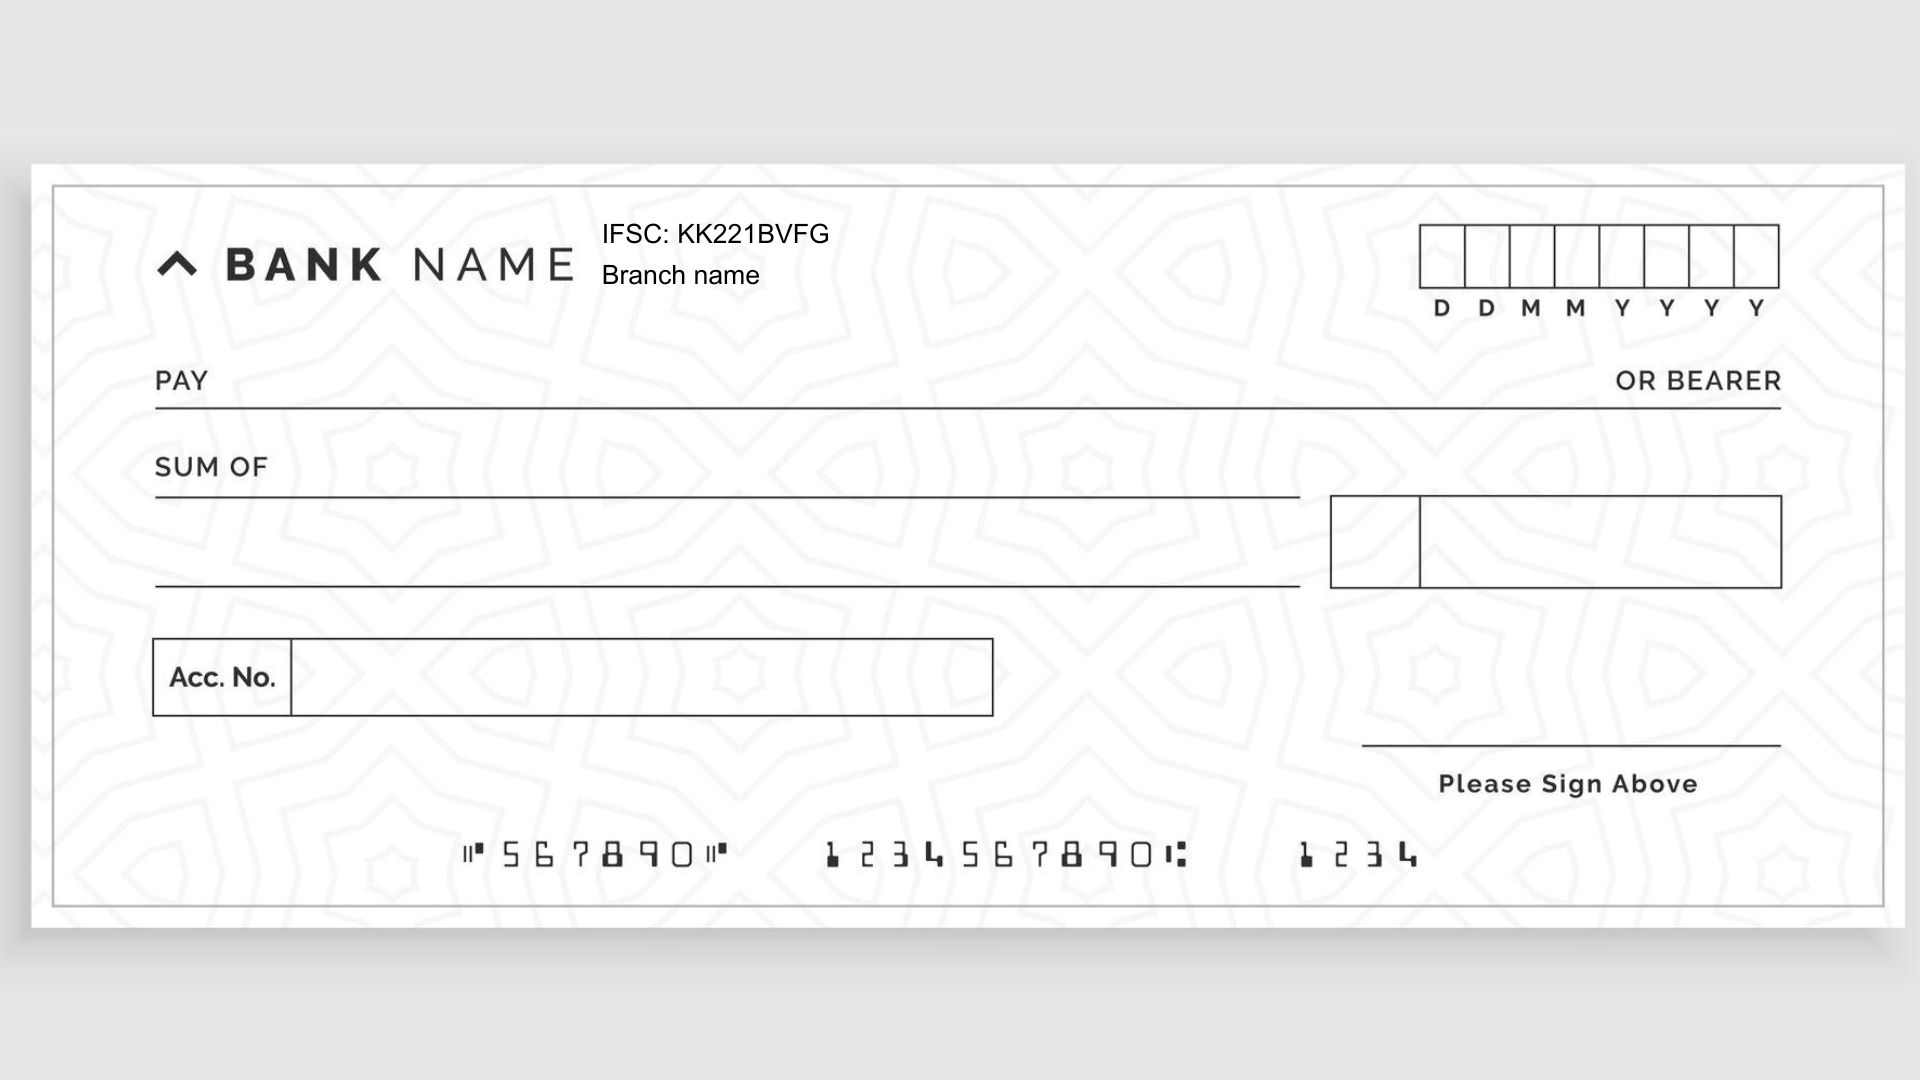 BANK NAME
IFSC: KK221BVFG
Branch name
D D M M Y Y Y Y
PAY
OR BEARER
SUM OF
Acc. No.
Please Sign Above
⑈567890⑈ 1234567890⑆ 1234